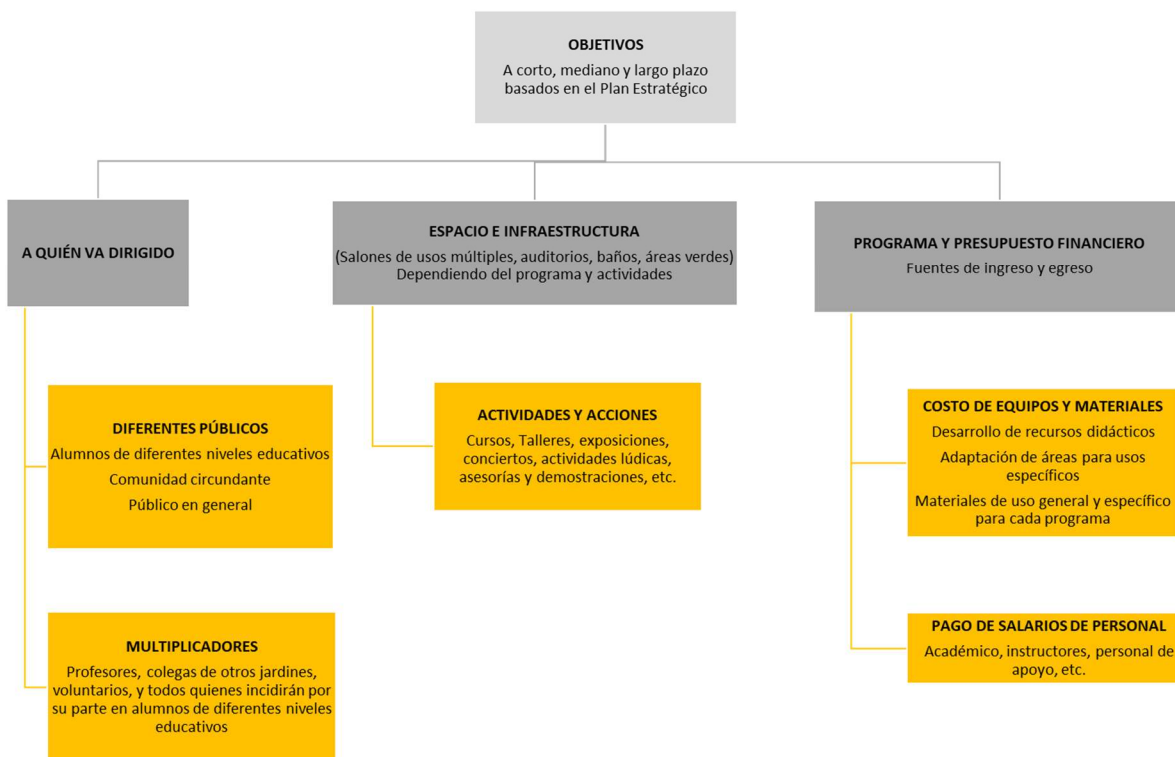 OBJETIVOS
A corto, mediano y largo plazo
basados en el Plan Estratégico
A QUIÉN VA DIRIGIDO
ESPACIO E INFRAESTRUCTURA
(Salones de usos múltiples, auditorios, baños, áreas verdes)
Dependiendo del programa y actividades
PROGRAMA Y PRESUPUESTO FINANCIERO
Fuentes de ingreso y egreso
DIFERENTES PÚBLICOS
Alumnos de diferentes niveles educativos
Comunidad circundante
Público en general
ACTIVIDADES Y ACCIONES
Cursos, Talleres, exposiciones,
conciertos, actividades lúdicas,
asesorías y demostraciones, etc.
COSTO DE EQUIPOS Y MATERIALES
Desarrollo de recursos didácticos
Adaptación de áreas para usos
específicos
Materiales de uso general y específico
para cada programa
MULTIPLICADORES
Profesores, colegas de otros jardines,
voluntarios, y todos quienes incidirán por
su parte en alumnos de diferentes niveles
educativos
PAGO DE SALARIOS DE PERSONAL
Académico, instructores, personal de
apoyo, etc.